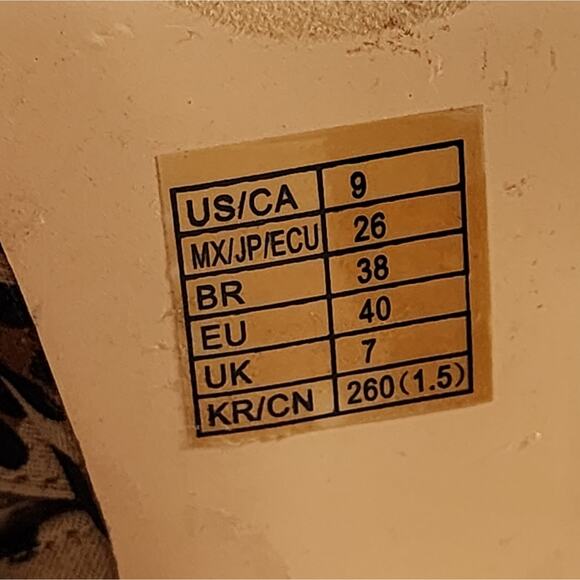 US/CA 9
MX/JP/ECU 26
BR 38
EU 40
UK 7
KR/CN 260(1.5)